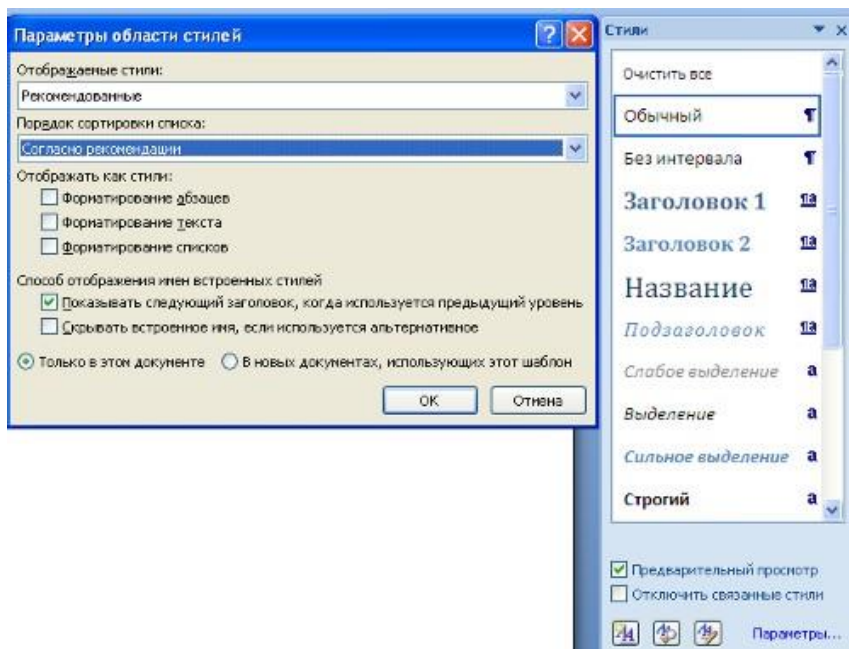 Параметры области стилей
Отображаемые стили:
Рекомендованные
Порядок сортировки списка:
Согласно рекомендации
Отображать как стили:
Форматирование абзацев
Форматирование текста
Форматирование списков
Способ отображения имен встроенных стилей
Показывать следующий заголовок, когда используется предыдущий уровень
Скрывать встроенное имя, если используется альтернативное
Только в этом документе В новых документах, использующих этот шаблон
ОК Отмена
Стили
Очистить все
Обычный ¶
Без интервала ¶
Заголовок 1 ¶a
Заголовок 2 ¶a
Название ¶a
Подзаголовок ¶a
Слабое выделение a
Выделение a
Сильное выделение a
Строгий a
Предварительный просмотр
Отключить связанные стили
Параметры...